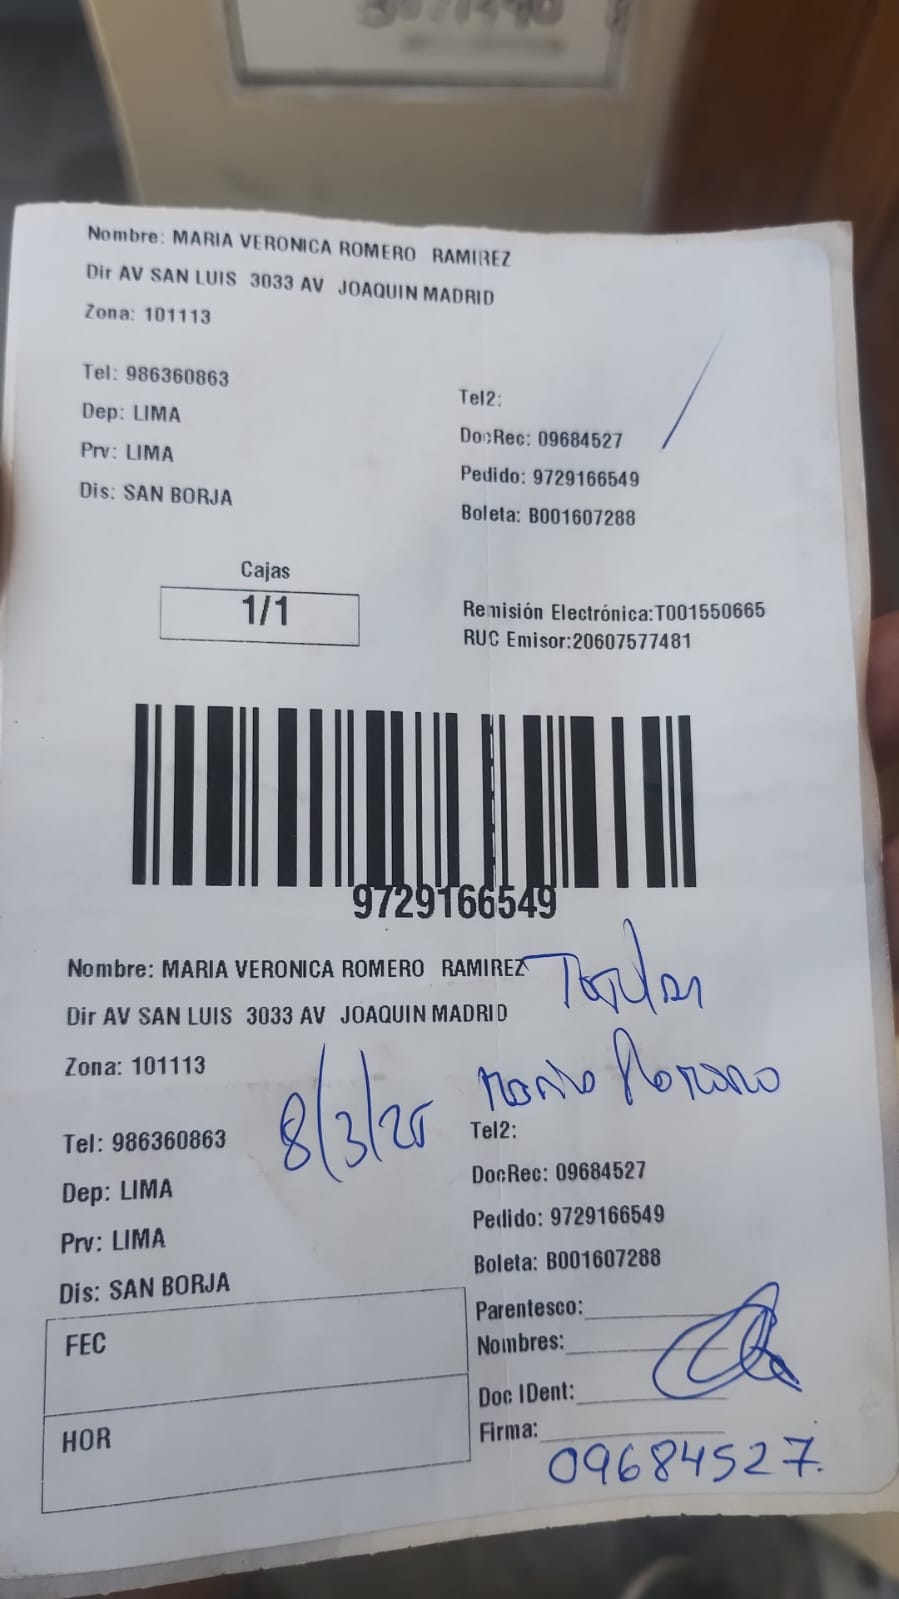 Nombre: MARIA VERONICA ROMERO RAMIREZ
Dir AV SAN LUIS 3033 AV JOAQUIN MADRID
Zona: 101113
Tel: 986360863
Tel2:
Dep: LIMA
DocRec: 09684527
Prv: LIMA
Pedido: 9729166549
Dis: SAN BORJA
Boleta: B001607288
Cajas
1/1
Remisión Electrónica:T001550665
RUC Emisor:20607577481
9729166549
Nombre: MARIA VERONICA ROMERO RAMIREZ
Titular
Dir AV SAN LUIS 3033 AV JOAQUIN MADRID
Zona: 101113
Maria Romero
8/3/25
Tel: 986360863
Tel2:
Dep: LIMA
DocRec: 09684527
Prv: LIMA
Pedido: 9729166549
Dis: SAN BORJA
Boleta: B001607288
FEC
Parentesco:
Nombres:
Doc IDent:
HOR
Firma:
09684527.